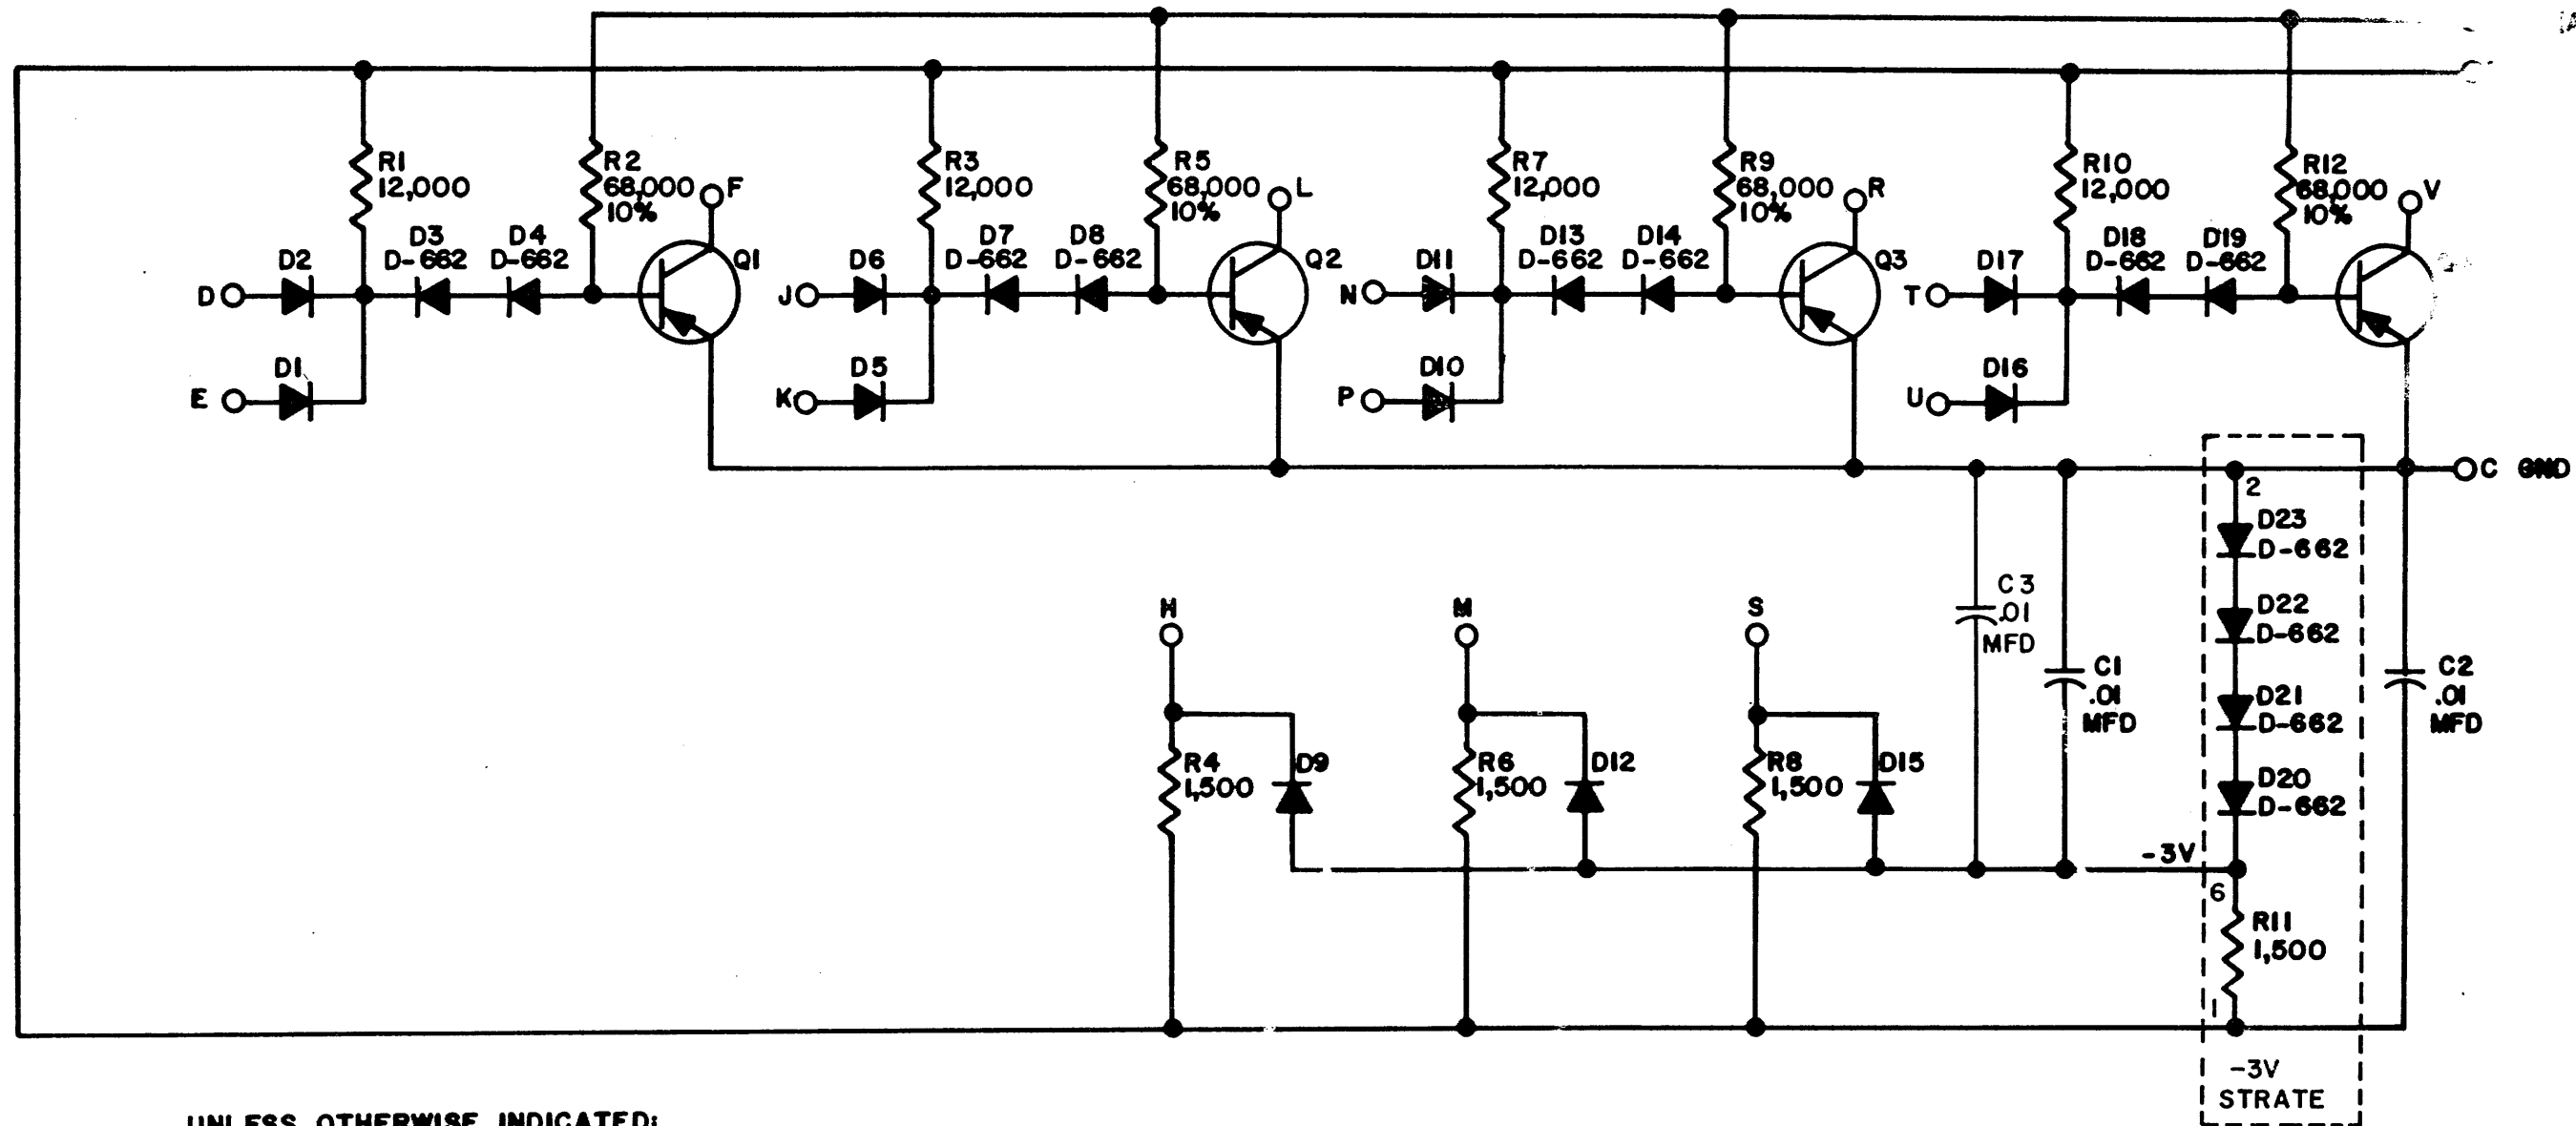 R1
12,000
R2
68,000
10%
F
R3
12,000
R5
68,000
10%
L
R7
12,000
R9
68,000
10%
R
R10
12,000
R12
68,000
10%
V
D2
D3
D-662
D4
D-662
Q1
D6
D7
D-662
D8
D-662
Q2
D11
D13
D-662
D14
D-662
Q3
D17
D18
D-662
D19
D-662
D
J
N
T
E
D1
K
D5
P
D10
U
D16
C GND
2
D23
D-662
D22
D-662
D21
D-662
D20
D-662
C3
.01
MFD
C1
.01
MFD
C2
.01
MFD
H
M
S
R4
1,500
D9
R6
1,500
D12
R8
1,500
D15
-3V
6
R11
1,500
1
-3V
STRATE
UNLESS OTHERWISE INDICATED: